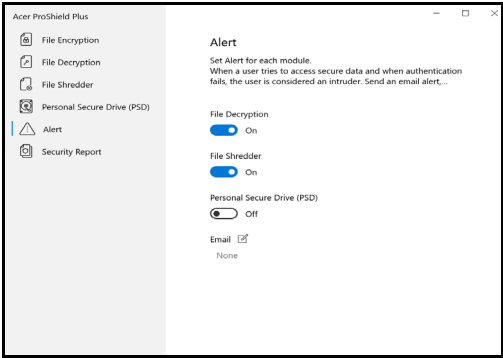 Acer ProShield Plus
File Encryption
File Decryption
File Shredder
Personal Secure Drive (PSD)
Alert
Security Report
Alert
Set Alert for each module.
When a user tries to access secure data and when authentication
fails, the user is considered an intruder. Send an email alert,...
File Decryption
On
File Shredder
On
Personal Secure Drive (PSD)
Off
Email
None